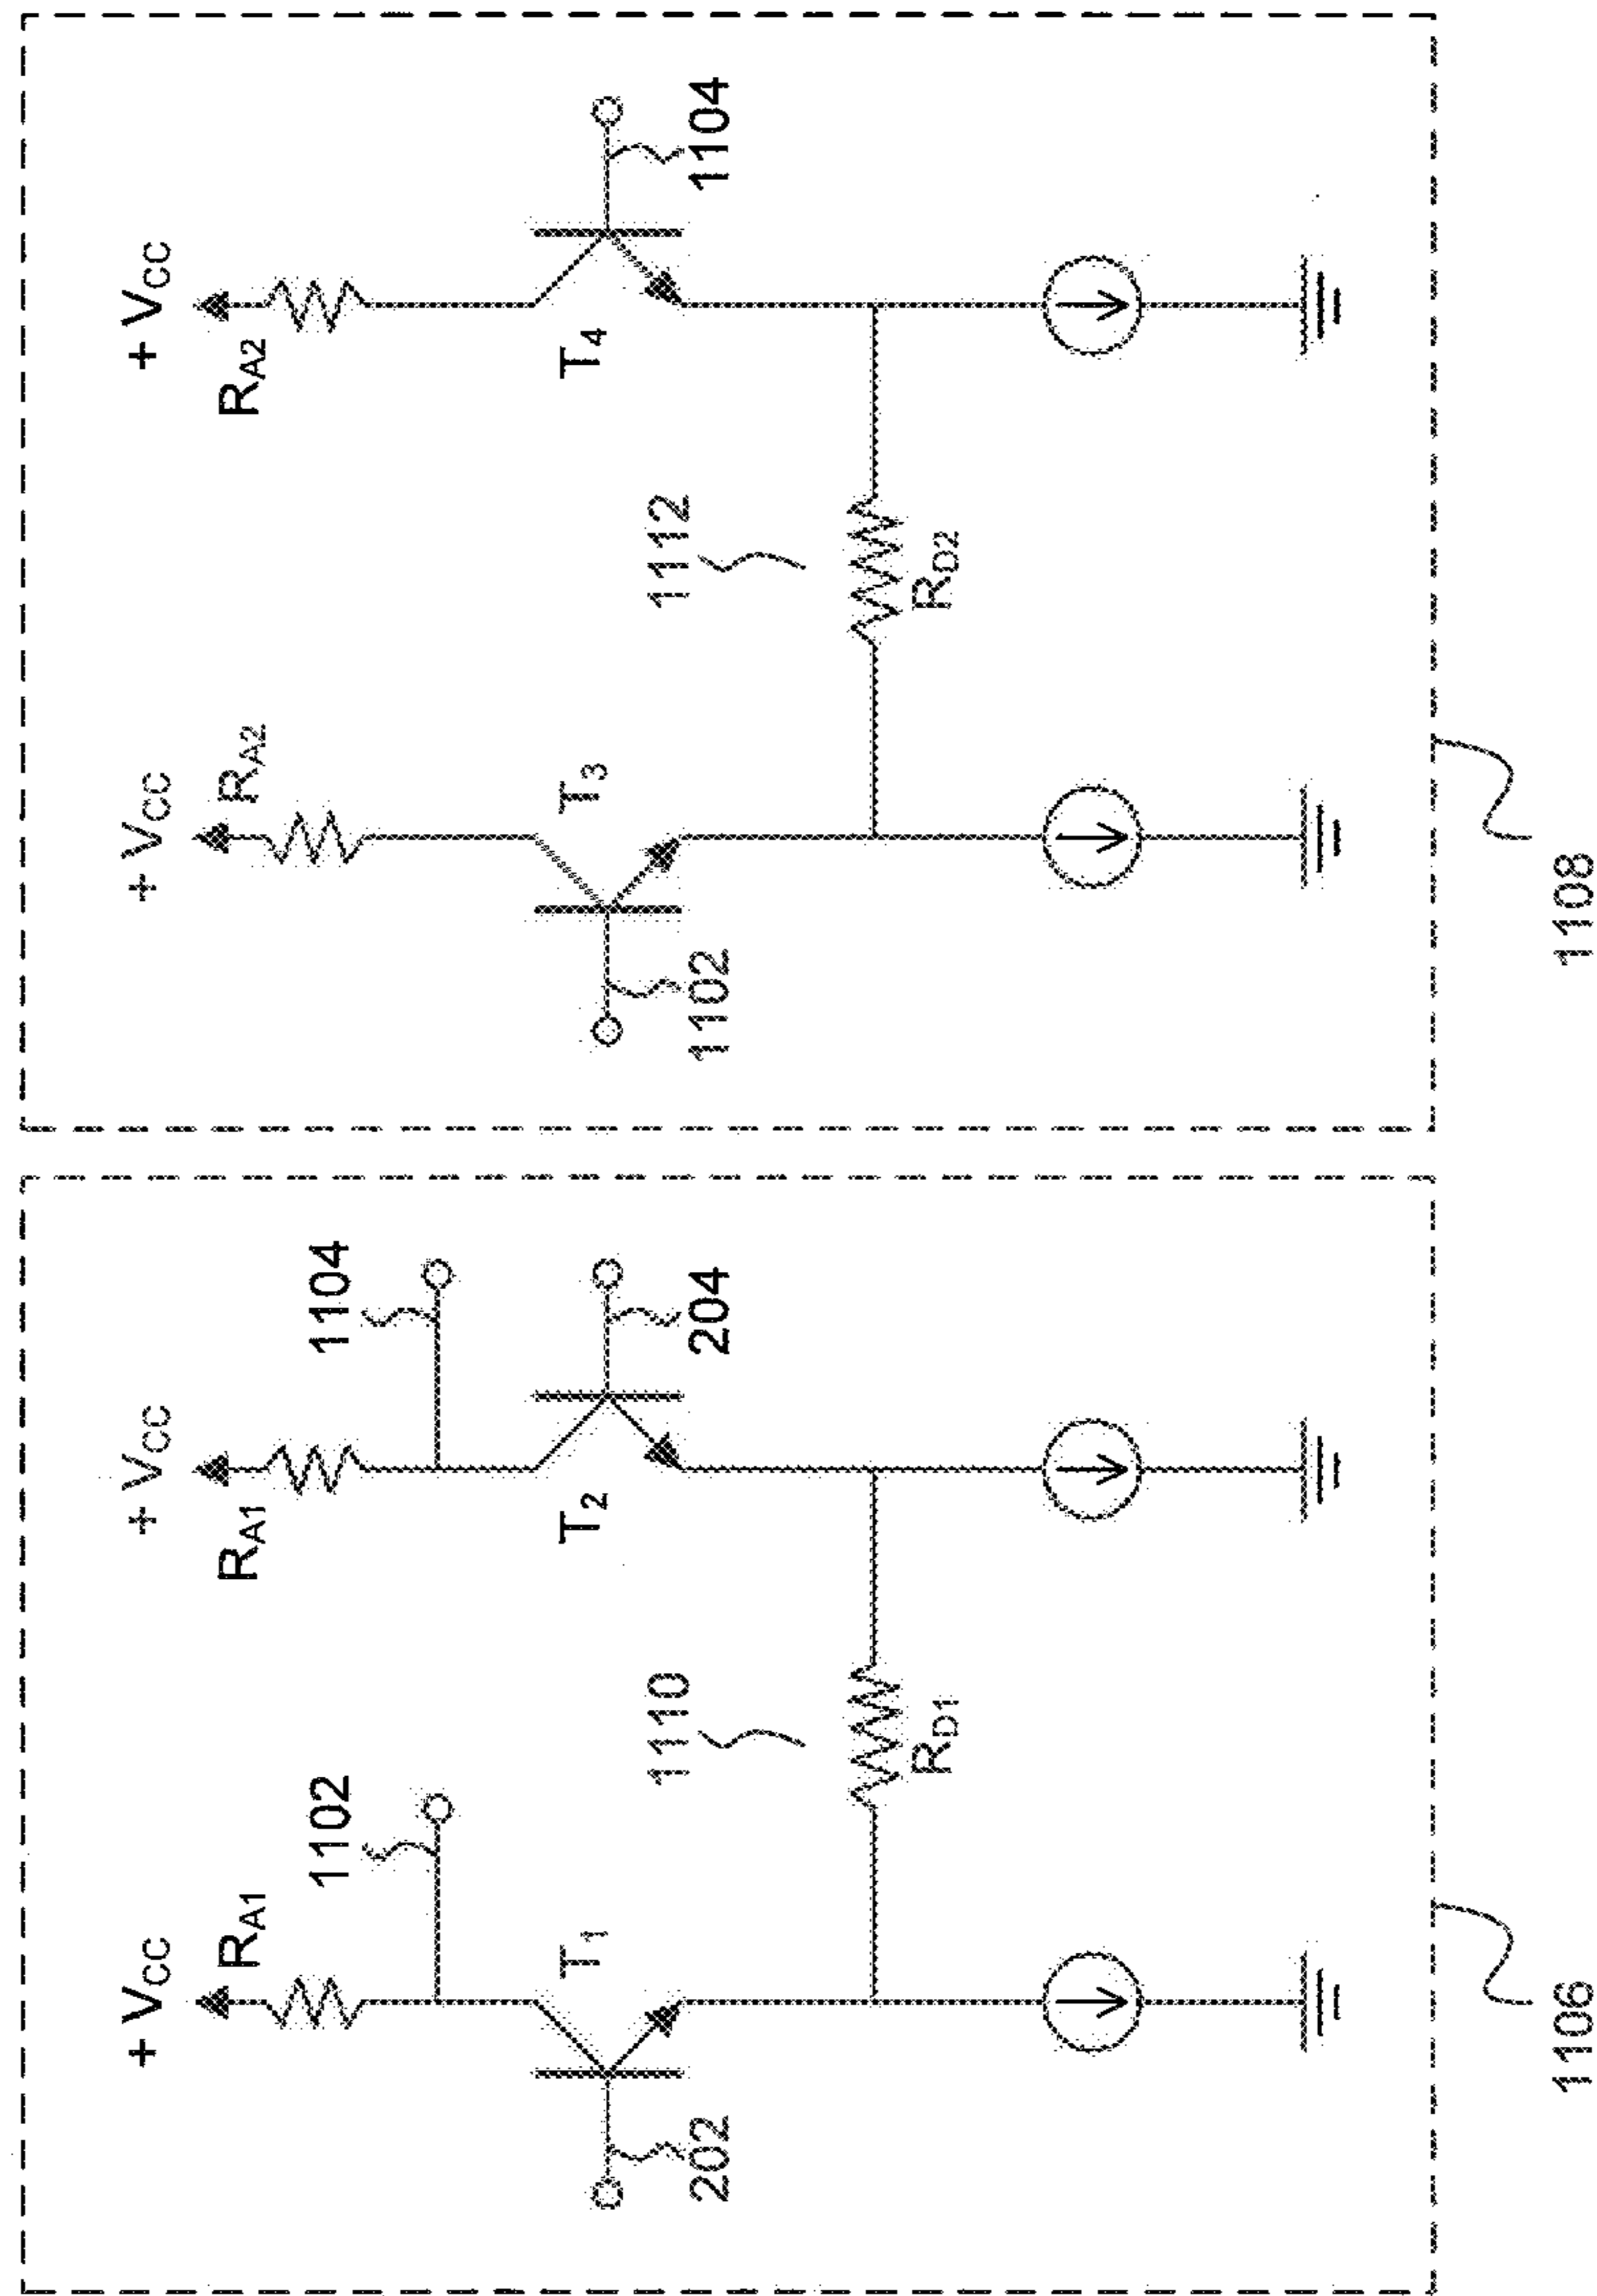 + VCC
+ VCC
+ VCC
+ VCC
RA1
RA1
RA2
RA2
1102
1104
T1
T2
T3
T4
202
204
1102
1104
1110
1112
RD1
RD2
1106
1108